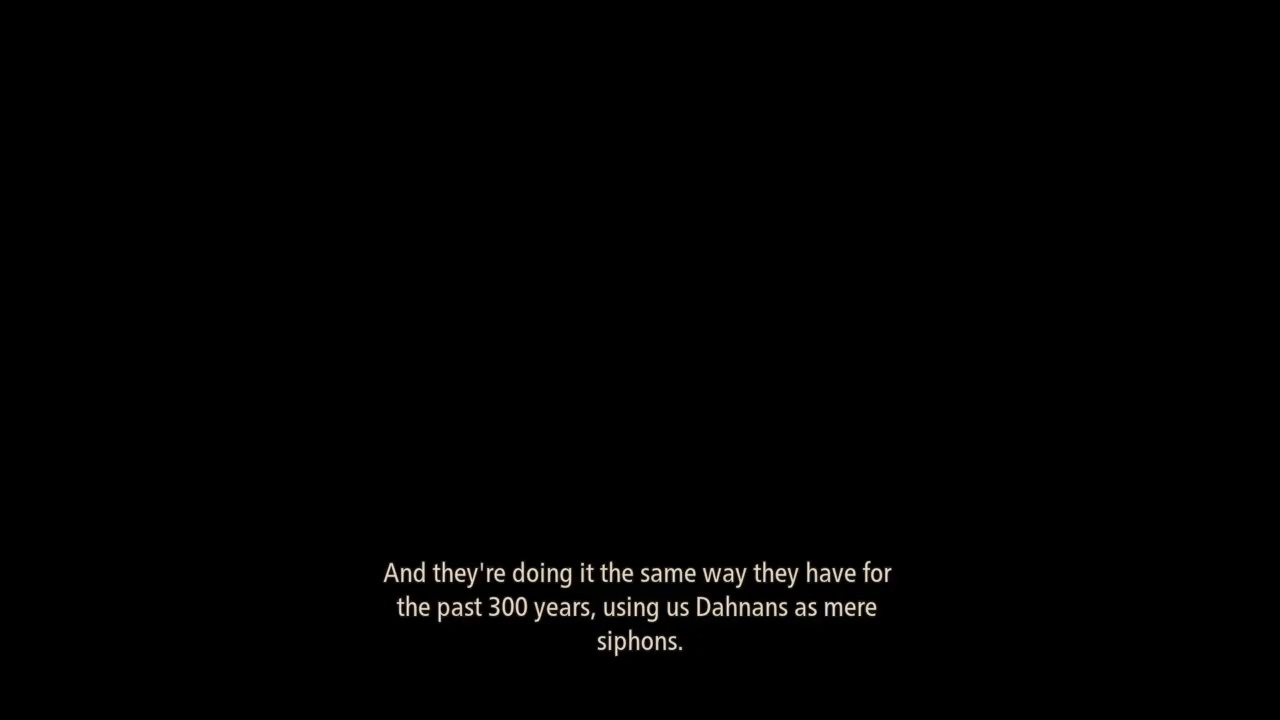 And they're doing it the same way they have for
the past 300 years, using us Dahnans as mere
siphons.